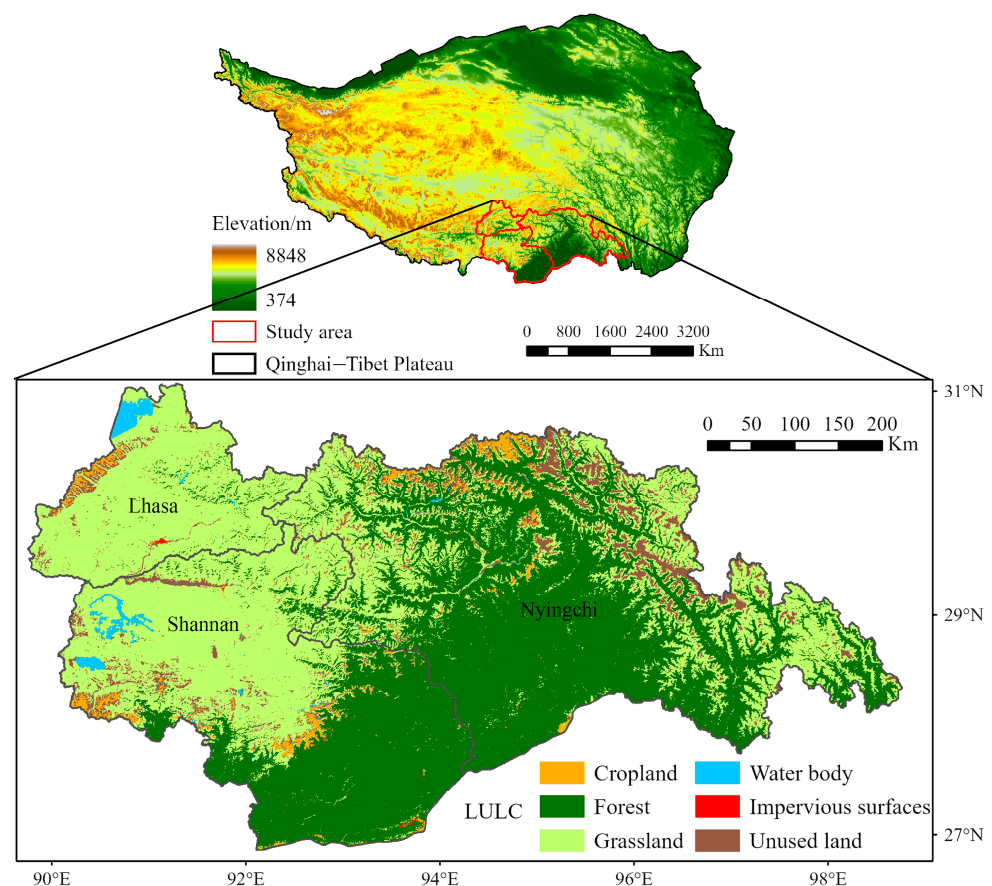 Elevation/m
8848
374
Study area
Qinghai—Tibet Plateau
0 800 1600 2400 3200
Km
31°N
0 50 100 150 200
Km
Lhasa
Nyingchi
29°N
Shannan
Cropland
Water body
LULC
Forest
Impervious surfaces
Grassland
Unused land
27°N
90°E 92°E 94°E 96°E 98°E